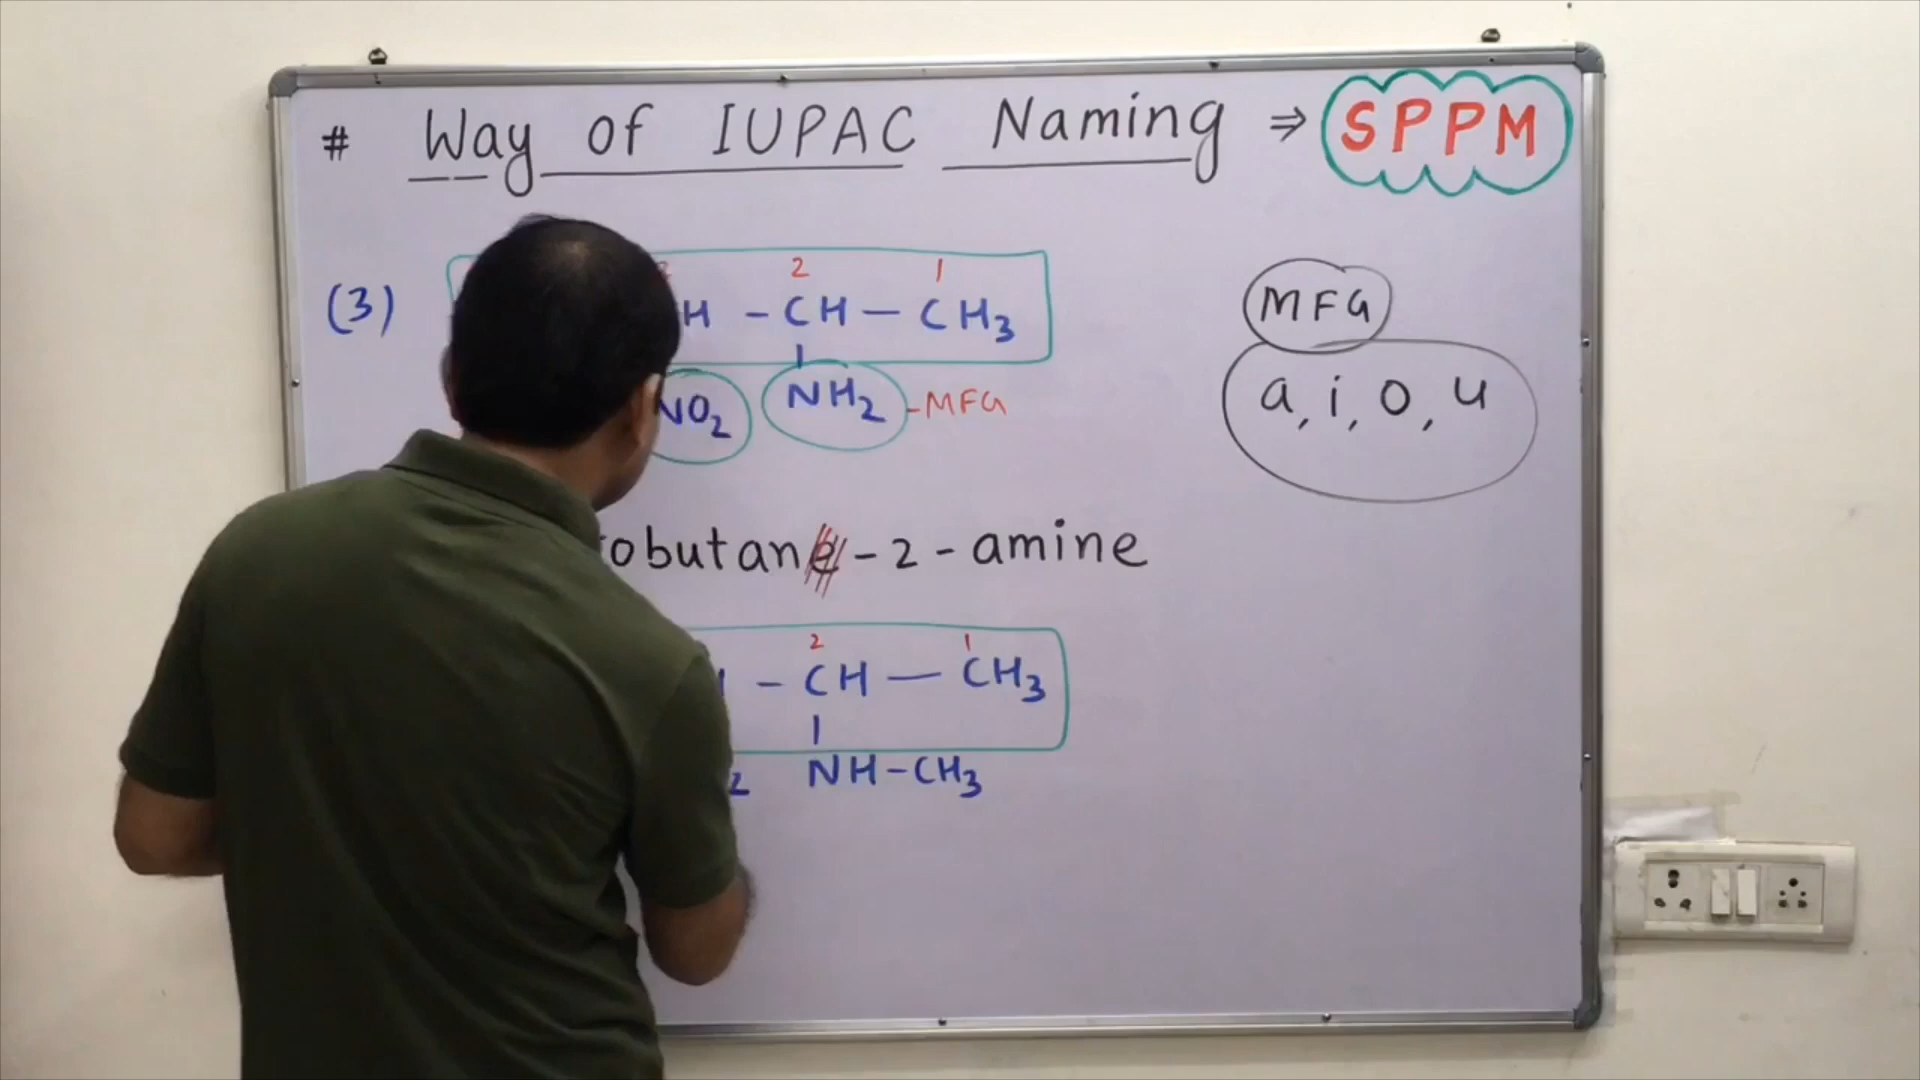 # Way of IUPAC Naming ⇒ SPPM
2 1
(3) H - CH - CH3
NO2 NH2 - MFG
MFG
a, i, o, u
obutane - 2 - amine
2 1
- CH - CH3
2 NH - CH3